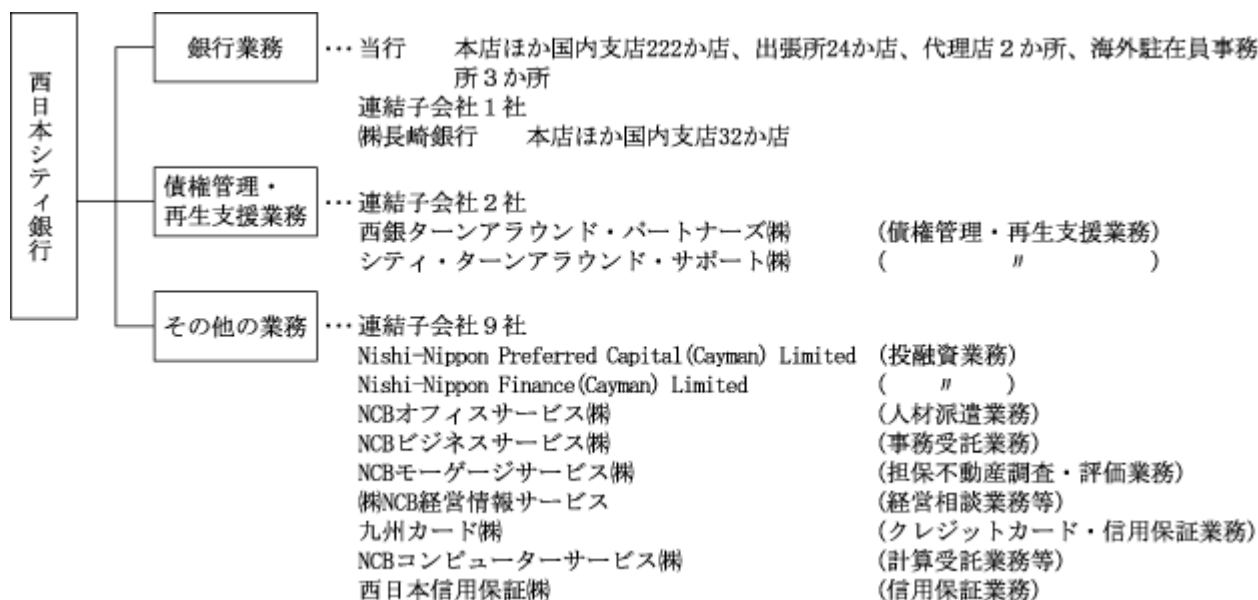 西日本シティ銀行
銀行業務
… 当行 本店ほか国内支店222か店、出張所24か店、代理店２か所、海外駐在員事務
所３か所
連結子会社１社
㈱長崎銀行 本店ほか国内支店32か店
債権管理・
再生支援業務
… 連結子会社２社
西銀ターンアラウンド・パートナーズ㈱ (債権管理・再生支援業務)
シティ・ターンアラウンド・サポート㈱ ( 〃 )
その他の業務
… 連結子会社９社
Nishi-Nippon Preferred Capital(Cayman) Limited (投融資業務)
Nishi-Nippon Finance(Cayman) Limited ( 〃 )
NCBオフィスサービス㈱ (人材派遣業務)
NCBビジネスサービス㈱ (事務受託業務)
NCBモーゲージサービス㈱ (担保不動産調査・評価業務)
㈱NCB経営情報サービス (経営相談業務等)
九州カード㈱ (クレジットカード・信用保証業務)
NCBコンピューターサービス㈱ (計算受託業務等)
西日本信用保証㈱ (信用保証業務)